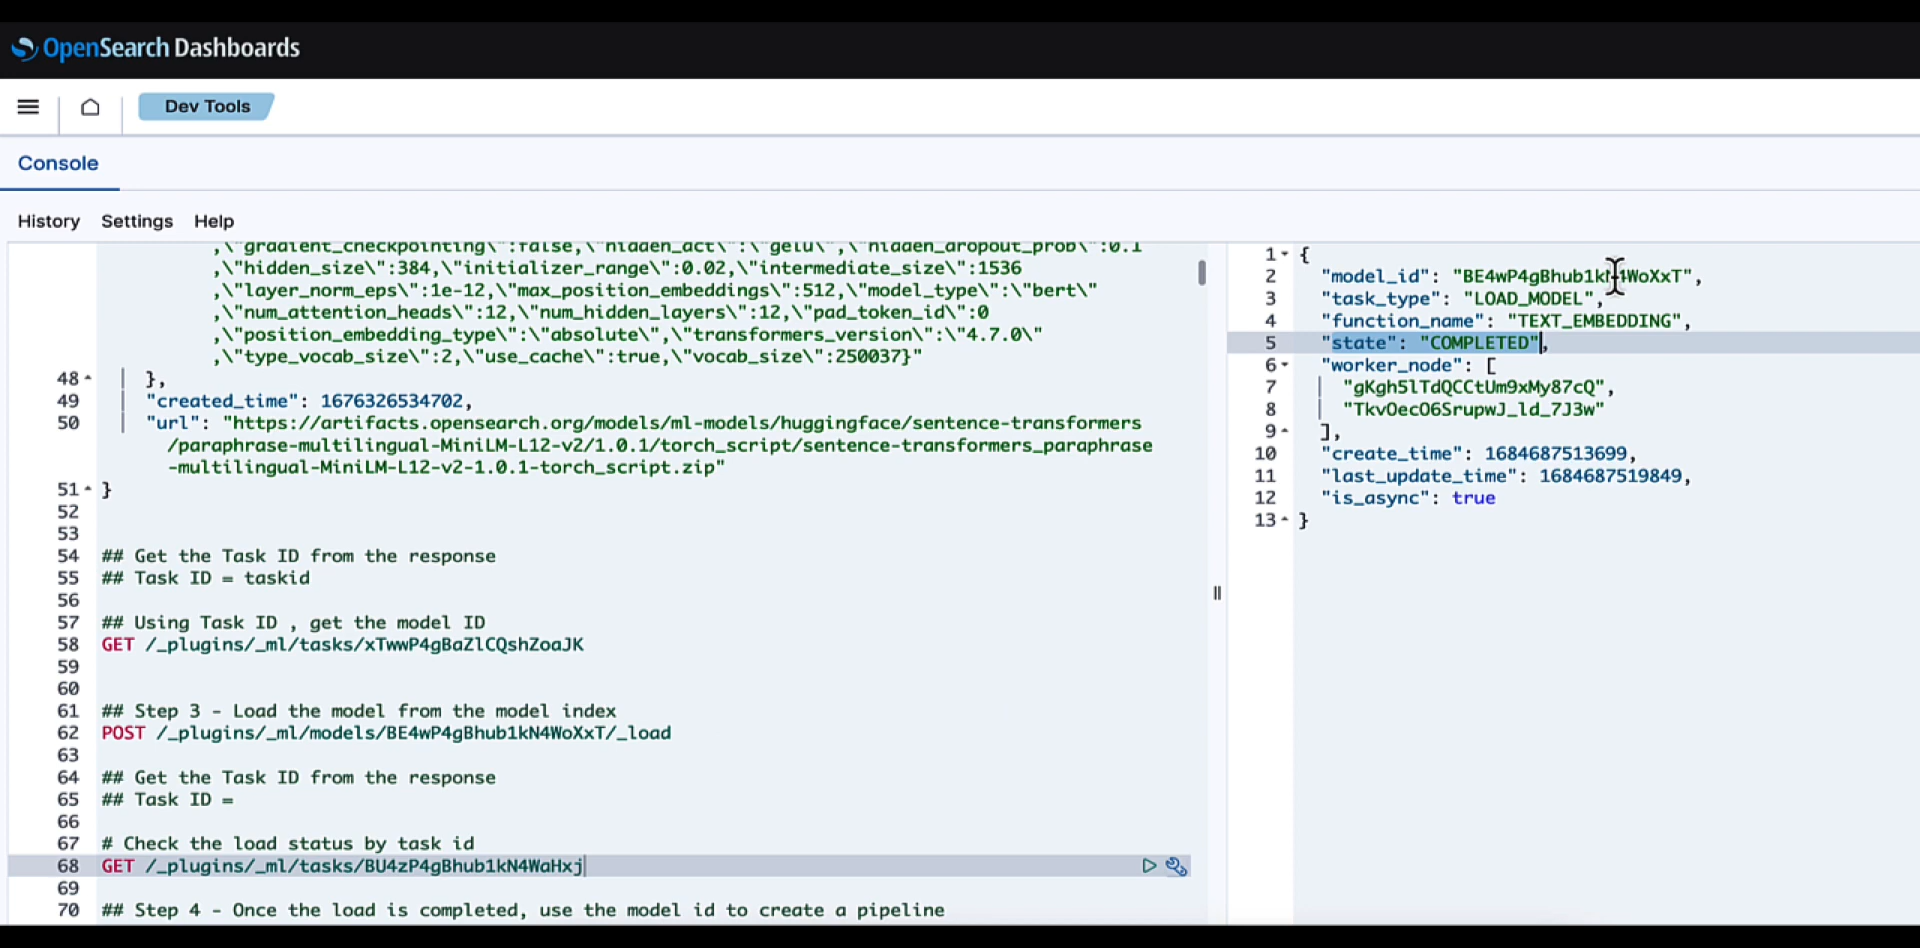 OpenSearch Dashboards
Dev Tools
Console
History Settings Help
,\"gradient_checkpointing\":false,\"hidden_act\":\"gelu\",\"hidden_dropout_prob\":0.1
,\"hidden_size\":384,\"initializer_range\":0.02,\"intermediate_size\":1536
,\"layer_norm_eps\":1e-12,\"max_position_embeddings\":512,\"model_type\":\"bert\"
,\"num_attention_heads\":12,\"num_hidden_layers\":12,\"pad_token_id\":0
,\"position_embedding_type\":\"absolute\",\"transformers_version\":\"4.7.0\"
,\"type_vocab_size\":2,\"use_cache\":true,\"vocab_size\":250037}"
48 },
49 "created_time": 1676326534702,
50 "url": "https://artifacts.opensearch.org/models/ml-models/huggingface/sentence-transformers
/paraphrase-multilingual-MiniLM-L12-v2/1.0.1/torch_script/sentence-transformers_paraphrase
-multilingual-MiniLM-L12-v2-1.0.1-torch_script.zip"
51 }
52
53
54 ## Get the Task ID from the response
55 ## Task ID = taskid
56
57 ## Using Task ID , get the model ID
58 GET /_plugins/_ml/tasks/xTwwP4gBaZlCQshZoaJK
59
60
61 ## Step 3 - Load the model from the model index
62 POST /_plugins/_ml/models/BE4wP4gBhub1kN4WoXxT/_load
63
64 ## Get the Task ID from the response
65 ## Task ID =
66
67 # Check the load status by task id
68 GET /_plugins/_ml/tasks/BU4zP4gBhub1kN4WaHxj
69
70 ## Step 4 - Once the load is completed, use the model id to create a pipeline
1 {
2 "model_id": "BE4wP4gBhub1kN4WoXxT",
3 "task_type": "LOAD_MODEL",
4 "function_name": "TEXT_EMBEDDING",
5 "state": "COMPLETED",
6 "worker_node": [
7 "gKgh5lTdQCCtUm9xMy87cQ",
8 "TkvOecO6SrupwJ_ld_7J3w"
9 ],
10 "create_time": 1684687513699,
11 "last_update_time": 1684687519849,
12 "is_async": true
13 }